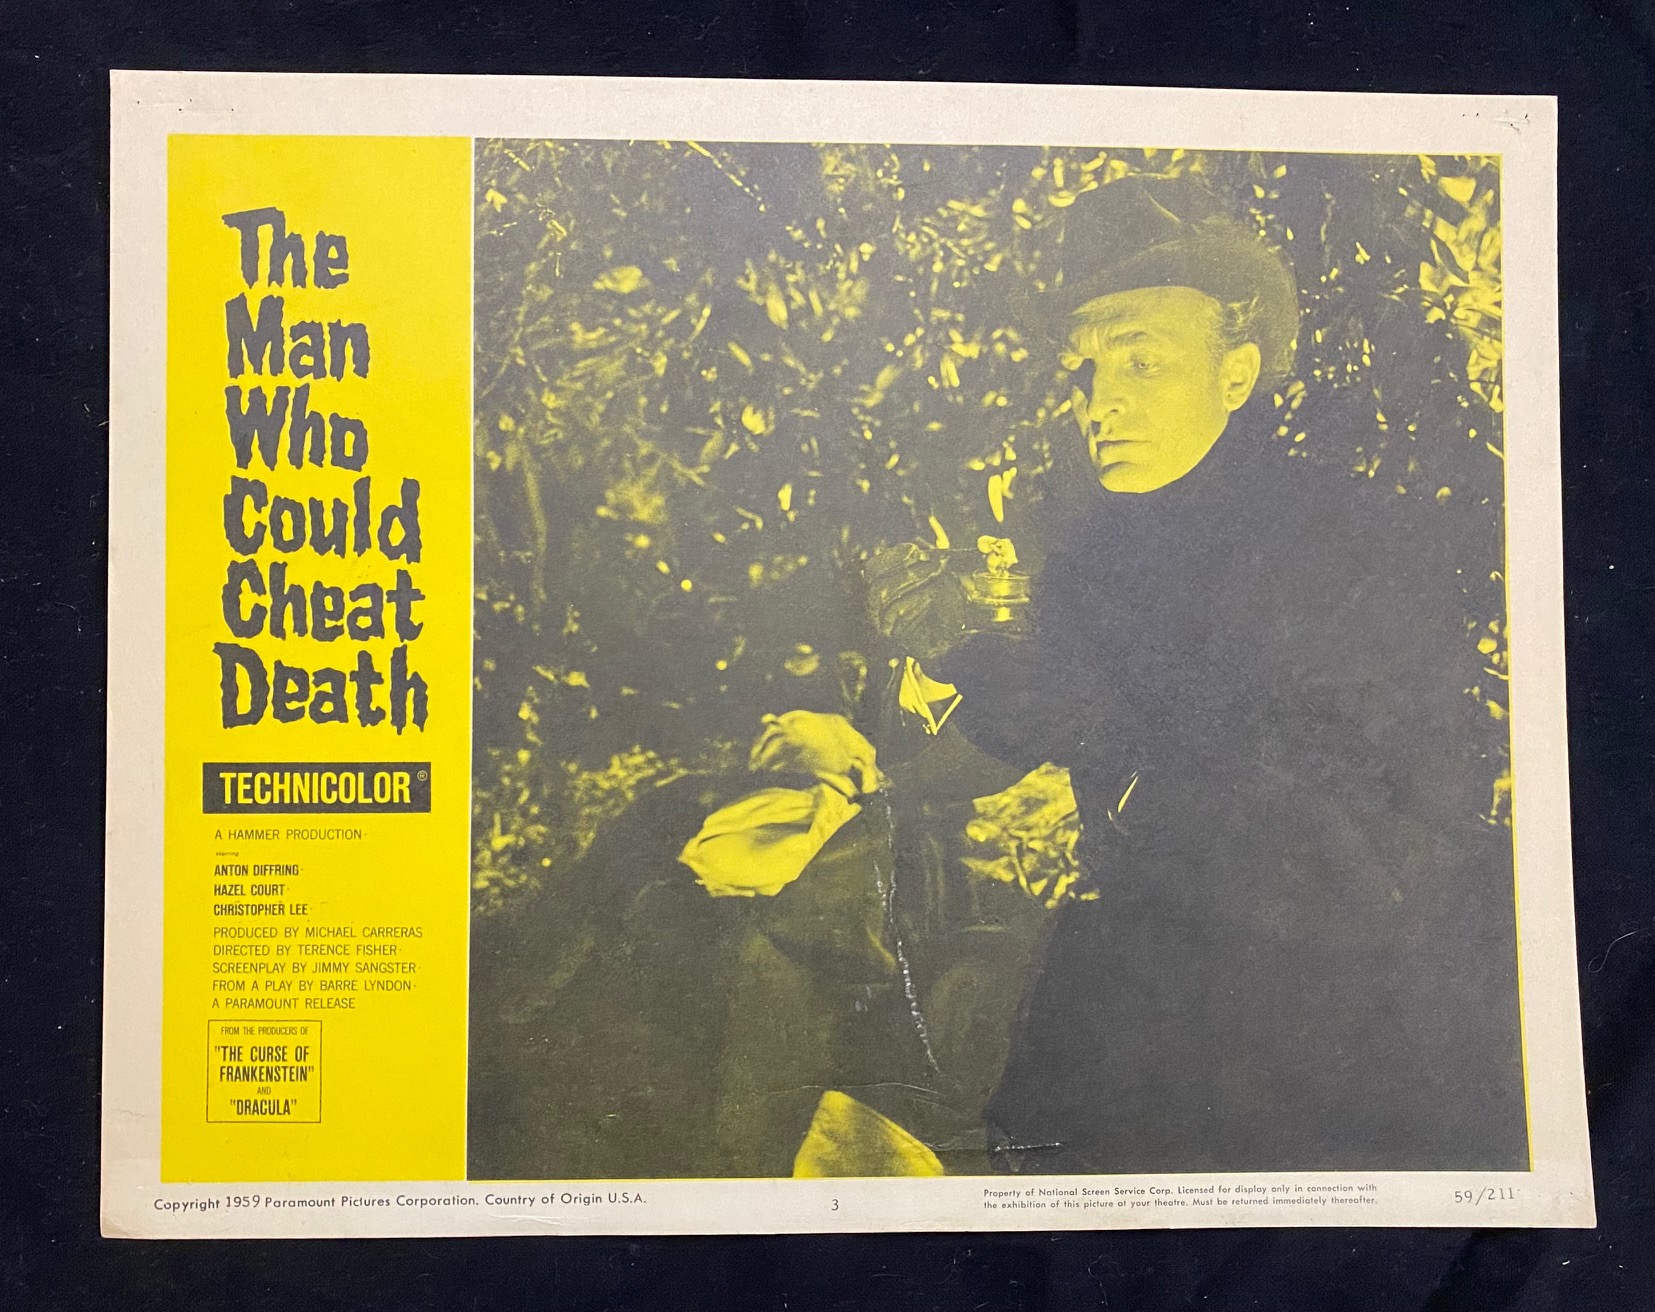 The
Man
Who
Could
Cheat
Death
TECHNICOLOR®
A HAMMER PRODUCTION
starring
ANTON DIFFRING
HAZEL COURT
CHRISTOPHER LEE
PRODUCED BY MICHAEL CARRERAS
DIRECTED BY TERENCE FISHER
SCREENPLAY BY JIMMY SANGSTER
FROM A PLAY BY BARRE LYNDON
A PARAMOUNT RELEASE
FROM THE PRODUCERS OF
"THE CURSE OF
FRANKENSTEIN"
AND
"DRACULA"
Copyright 1959 Paramount Pictures Corporation. Country of Origin U.S.A.
3
Property of National Screen Service Corp. Licensed for display only in connection with
the exhibition of this picture at your theatre. Must be returned immediately thereafter.
59/211